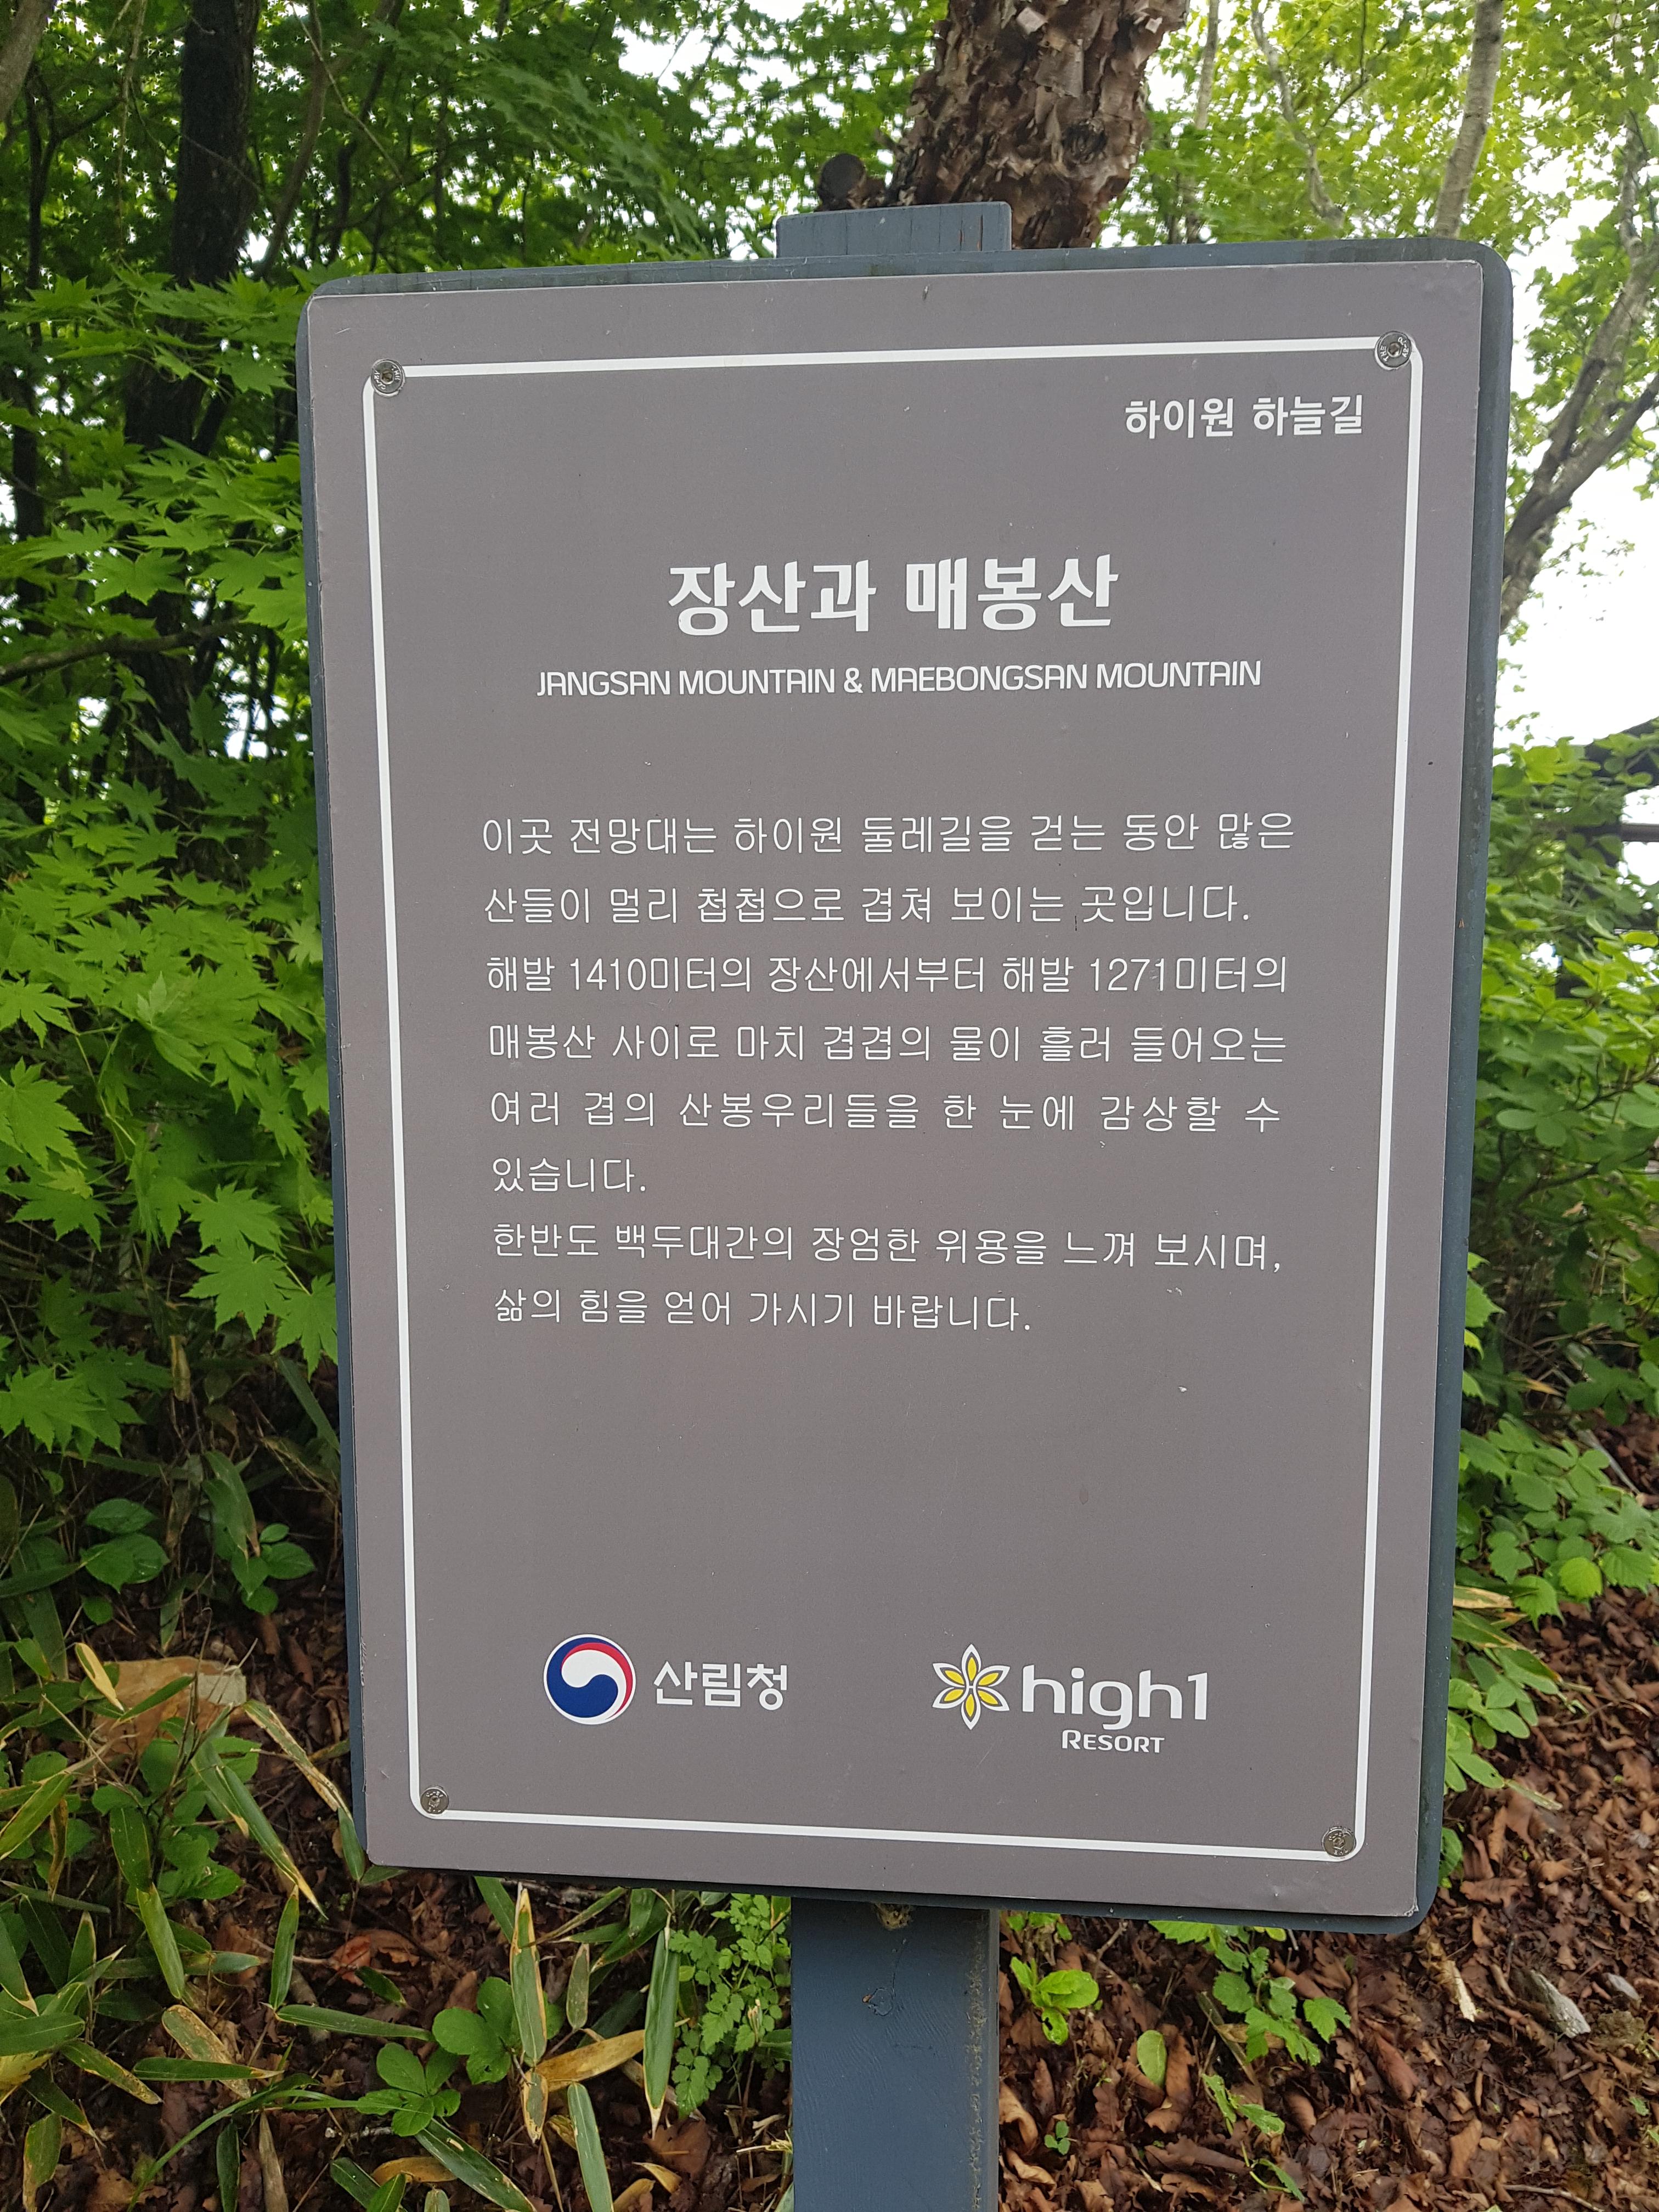 하이원 하늘길
장산과 매봉산
JANGSAN MOUNTAIN & MAEBONGSAN MOUNTAIN
이곳 전망대는 하이원 둘레길을 걷는 동안 많은
산들이 멀리 첩첩으로 겹쳐 보이는 곳입니다.
해발 1410미터의 장산에서부터 해발 1271미터의
매봉산 사이로 마치 겹겹의 물이 흘러 들어오는
여러 겹의 산봉우리들을 한 눈에 감상할 수
있습니다.
한반도 백두대간의 장엄한 위용을 느껴 보시며,
삶의 힘을 얻어 가시기 바랍니다.
산림청
high1
RESORT